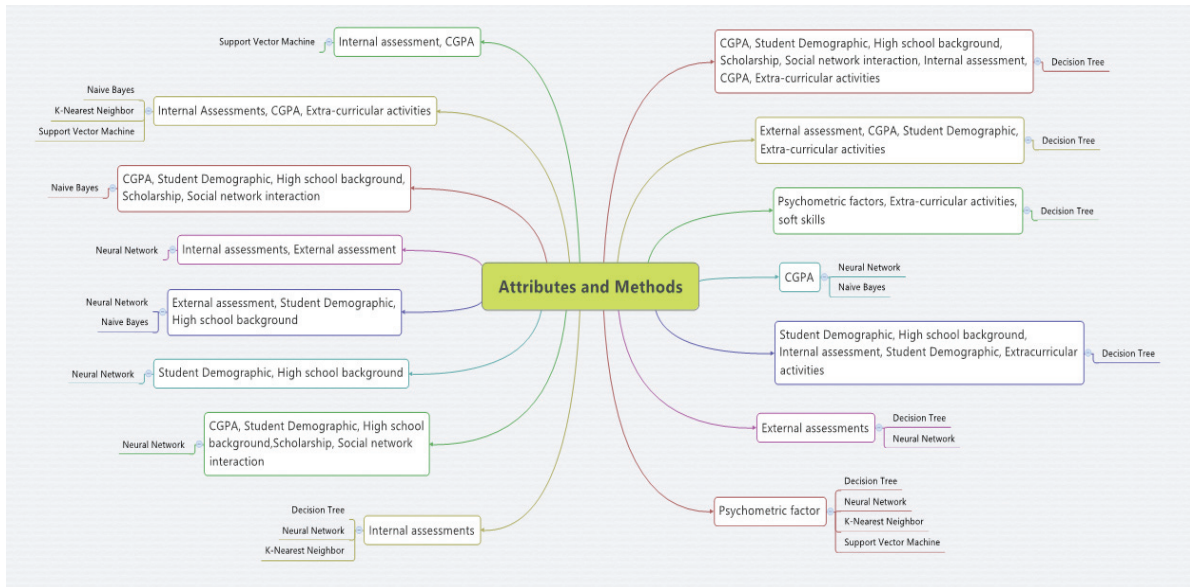 Support Vector Machine
Internal assessment, CGPA
Naive Bayes
K-Nearest Neighbor
Support Vector Machine
Internal Assessments, CGPA, Extra-curricular activities
Naive Bayes
CGPA, Student Demographic, High school background,
Scholarship, Social network interaction
Neural Network
Internal assessments, External assessment
Neural Network
Naive Bayes
External assessment, Student Demographic,
High school background
Neural Network
Student Demographic, High school background
Neural Network
CGPA, Student Demographic, High school
background,Scholarship, Social network
interaction
Decision Tree
Neural Network
K-Nearest Neighbor
Internal assessments
Attributes and Methods
CGPA, Student Demographic, High school background,
Scholarship, Social network interaction, Internal assessment,
CGPA, Extra-curricular activities
Decision Tree
External assessment, CGPA, Student Demographic,
Extra-curricular activities
Decision Tree
Psychometric factors, Extra-curricular activities,
soft skills
Decision Tree
CGPA
Neural Network
Naive Bayes
Student Demographic, High school background,
Internal assessment, Student Demographic, Extracurricular
activities
Decision Tree
External assessments
Decision Tree
Neural Network
Psychometric factor
Decision Tree
Neural Network
K-Nearest Neighbor
Support Vector Machine